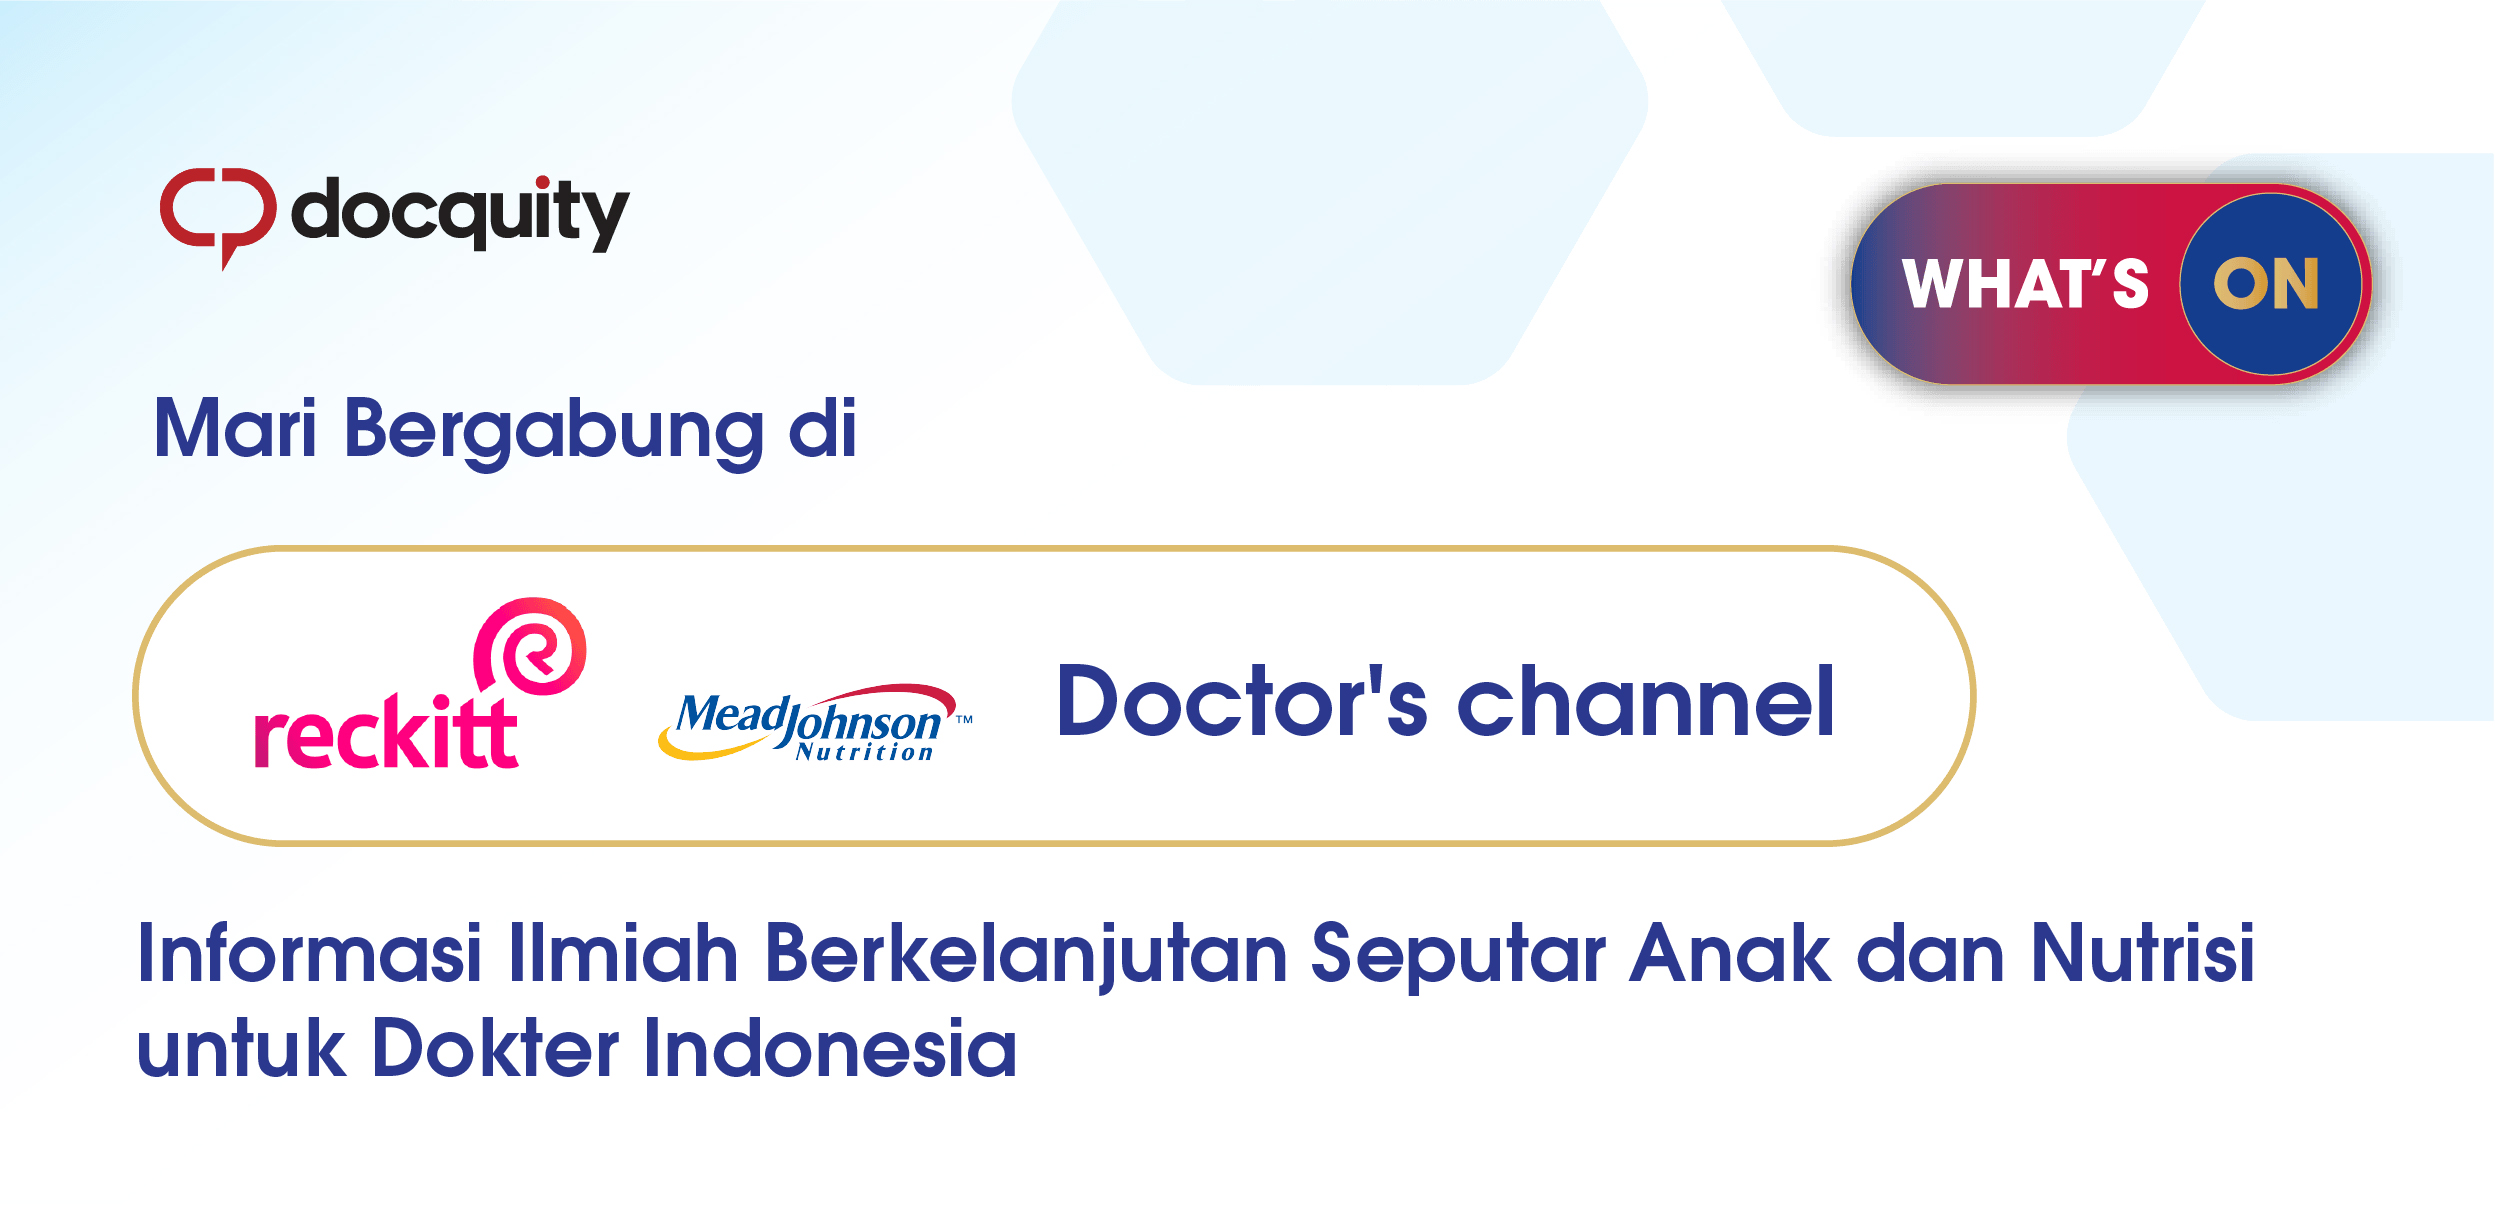 docquity
WHAT'S ON
Mari Bergabung di
reckitt
MeadJohnson™
Nutrition
Doctor's channel
Informasi Ilmiah Berkelanjutan Seputar Anak dan Nutrisi
untuk Dokter Indonesia